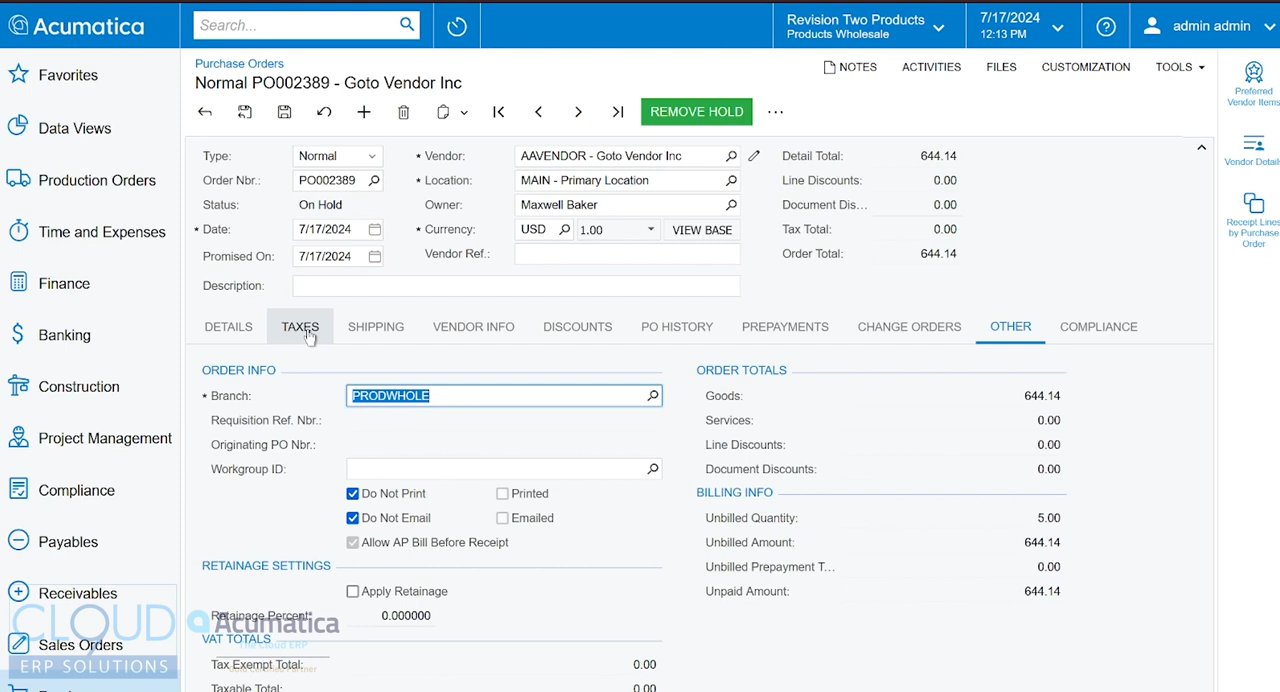 Acumatica
Search...
Revision Two Products
Products Wholesale
7/17/2024
12:13 PM
admin admin
Favorites
Data Views
Production Orders
Time and Expenses
Finance
Banking
Construction
Project Management
Compliance
Payables
Receivables
Sales Orders
Purchase Orders
Normal PO002389 - Goto Vendor Inc
NOTES
ACTIVITIES
FILES
CUSTOMIZATION
TOOLS
REMOVE HOLD
Preferred
Vendor Items
Vendor Details
Receipt Lines
by Purchase
Order
Type: Normal
Order Nbr.: PO002389
Status: On Hold
* Date: 7/17/2024
Promised On: 7/17/2024
Description:
* Vendor: AAVENDOR - Goto Vendor Inc
* Location: MAIN - Primary Location
Owner: Maxwell Baker
* Currency: USD 1.00 VIEW BASE
Vendor Ref.:
Detail Total: 644.14
Line Discounts: 0.00
Document Dis... 0.00
Tax Total: 0.00
Order Total: 644.14
DETAILS TAXES SHIPPING VENDOR INFO DISCOUNTS PO HISTORY PREPAYMENTS CHANGE ORDERS OTHER COMPLIANCE
ORDER INFO
* Branch: PRODWHOLE
Requisition Ref. Nbr.:
Originating PO Nbr.:
Workgroup ID:
Do Not Print Printed
Do Not Email Emailed
Allow AP Bill Before Receipt
RETAINAGE SETTINGS
Apply Retainage
Retainage Percent: 0.000000
VAT TOTALS
Tax Exempt Total: 0.00
Taxable Total: 0.00
ORDER TOTALS
Goods: 644.14
Services: 0.00
Line Discounts: 0.00
Document Discounts: 0.00
BILLING INFO
Unbilled Quantity: 5.00
Unbilled Amount: 644.14
Unbilled Prepayment T... 0.00
Unpaid Amount: 644.14
CLOUD
ERP SOLUTIONS
Acumatica
The Cloud ERP